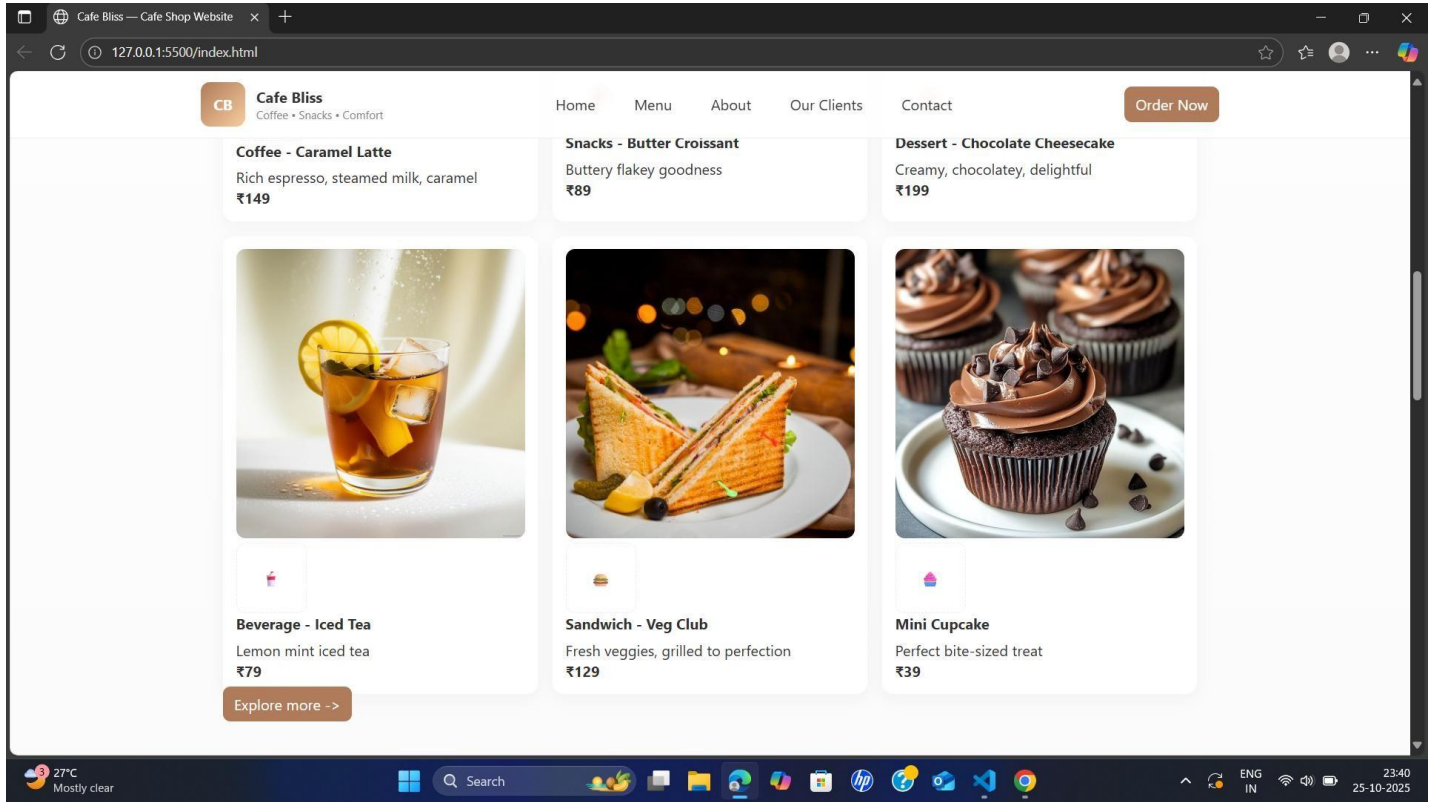 Cafe Bliss — Cafe Shop Website
127.0.0.1:5500/index.html
CB
Cafe Bliss
Coffee • Snacks • Comfort
Home Menu About Our Clients Contact
Order Now
Coffee - Caramel Latte
Rich espresso, steamed milk, caramel
₹149
Snacks - Butter Croissant
Buttery flakey goodness
₹89
Dessert - Chocolate Cheesecake
Creamy, chocolatey, delightful
₹199
Beverage - Iced Tea
Lemon mint iced tea
₹79
Sandwich - Veg Club
Fresh veggies, grilled to perfection
₹129
Mini Cupcake
Perfect bite-sized treat
₹39
Explore more ->
3
27°C
Mostly clear
Search
hp
ENG
IN
23:40
25-10-2025